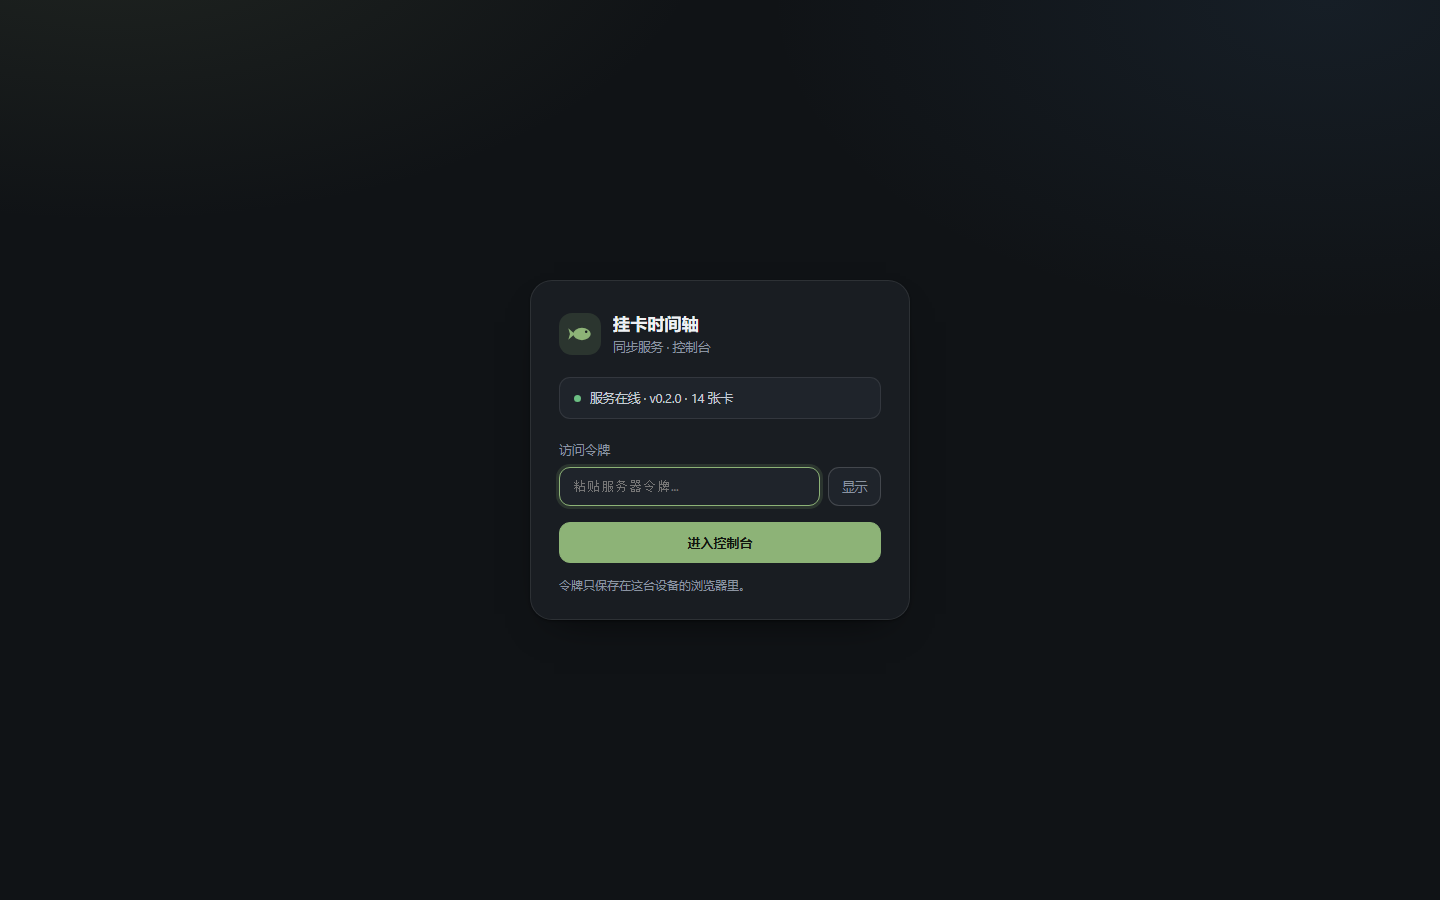 挂卡时间轴
同步服务 · 控制台
服务在线 · v0.2.0 · 14 张卡
访问令牌
粘贴服务器令牌...
显示
进入控制台
令牌只保存在这台设备的浏览器里。